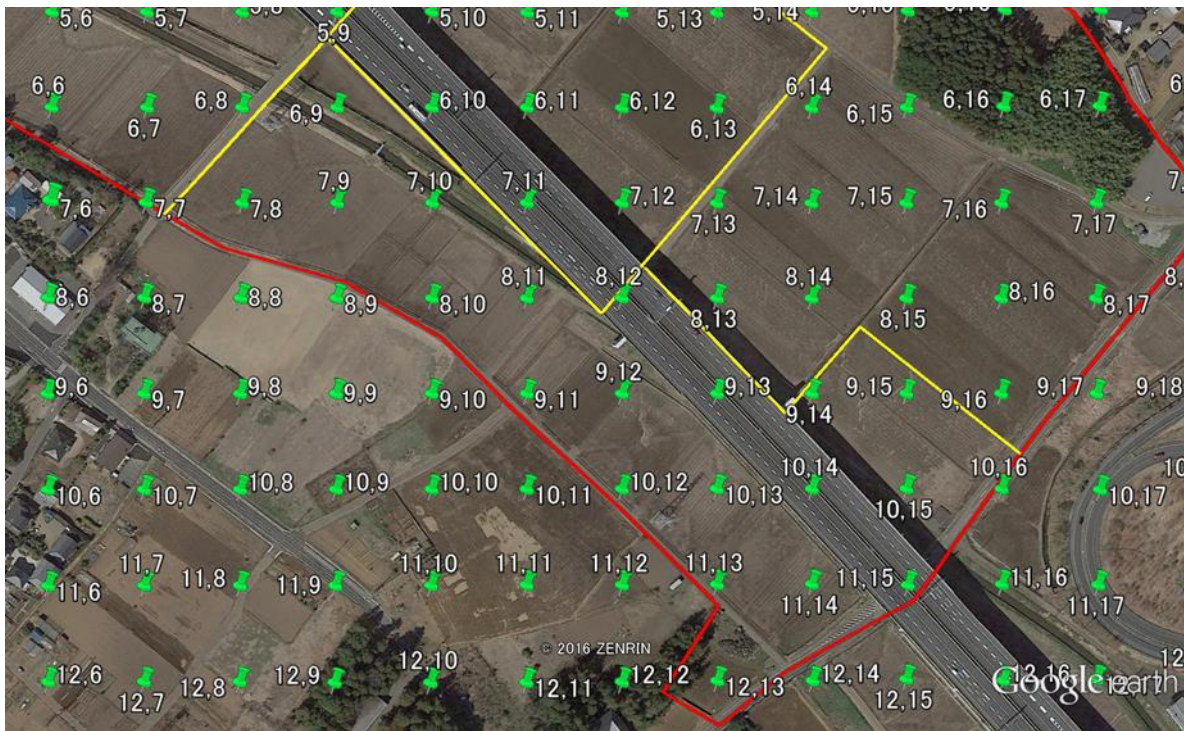 5,6 5,7 5,8 5,9 5,10 5,11 5,13 5,14
6,6 6,7 6,8 6,9 6,10 6,11 6,12 6,13 6,14 6,15 6,16 6,17
7,6 7,7 7,8 7,9 7,10 7,11 7,12 7,13 7,14 7,15 7,16 7,17
8,6 8,7 8,8 8,9 8,10 8,11 8,12 8,13 8,14 8,15 8,16 8,17
9,6 9,7 9,8 9,9 9,10 9,11 9,12 9,13 9,14 9,15 9,16 9,17 9,18
10,6 10,7 10,8 10,9 10,10 10,11 10,12 10,13 10,14 10,15 10,16 10,17
11,6 11,7 11,8 11,9 11,10 11,11 11,12 11,13 11,14 11,15 11,16 11,17
© 2016 ZENRIN
12,6 12,7 12,8 12,9 12,10 12,11 12,12 12,13 12,14 12,15 12,16 12,17
Google earth